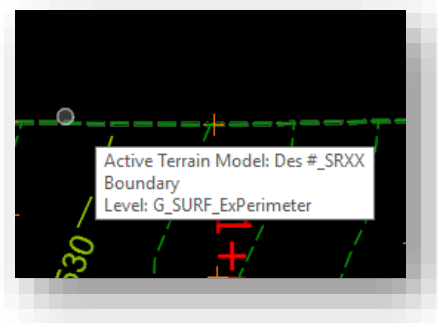 Active Terrain Model: Des #_SRXX
Boundary
Level: G_SURF_ExPerimeter
530